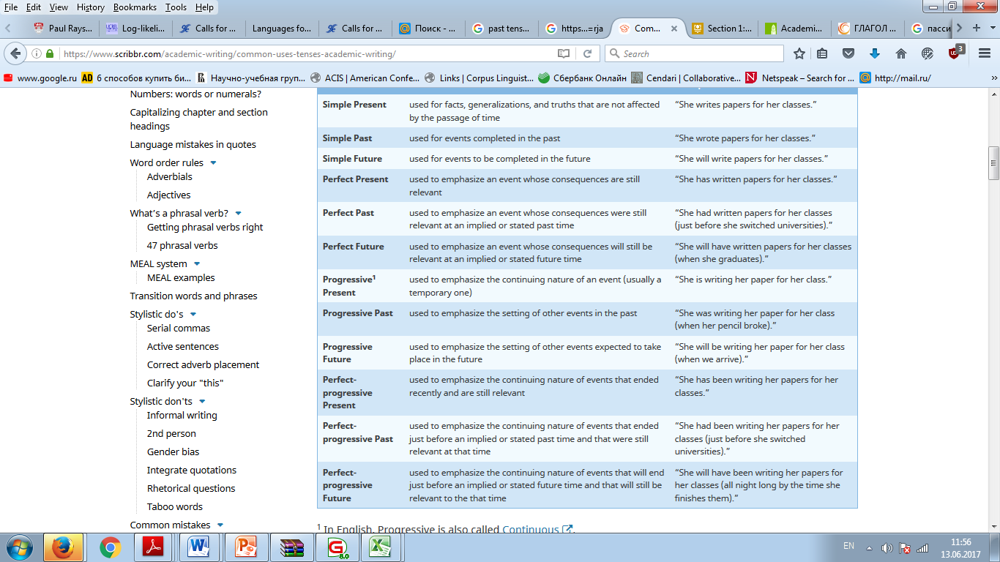 File Edit View History Bookmarks Tools Help
Paul Rays... Log-likeli... Calls for ... Languages fo... Calls for ... Поиск - ... past tens... https...=rja Com... Section 1:... Academi... ГЛАГОЛ ... пасси
https://www.scribbr.com/academic-writing/common-uses-tenses-academic-writing/ Search 3
www.google.ru 6 способов купить би... Научно-учебная груп... ACIS | American Confe... Links | Corpus Linguist... Сбербанк Онлайн Cendari | Collaborative... Netspeak – Search for ... http://mail.ru/
Numbers: words or numerals?
Capitalizing chapter and section
headings
Language mistakes in quotes
Word order rules
Adverbials
Adjectives
What's a phrasal verb?
Getting phrasal verbs right
47 phrasal verbs
MEAL system
MEAL examples
Transition words and phrases
Stylistic do's
Serial commas
Active sentences
Correct adverb placement
Clarify your "this"
Stylistic don'ts
Informal writing
2nd person
Gender bias
Integrate quotations
Rhetorical questions
Taboo words
Common mistakes
Simple Present used for facts, generalizations, and truths that are not affected “She writes papers for her classes.”
by the passage of time
Simple Past used for events completed in the past “She wrote papers for her classes.”
Simple Future used for events to be completed in the future “She will write papers for her classes.”
Perfect Present used to emphasize an event whose consequences are still “She has written papers for her classes.”
relevant
Perfect Past used to emphasize an event whose consequences were still “She had written papers for her classes
relevant at an implied or stated past time (just before she switched universities).”
Perfect Future used to emphasize an event whose consequences will still be “She will have written papers for her classes
relevant at an implied or stated future time (when she graduates).”
Progressive¹ used to emphasize the continuing nature of an event (usually a “She is writing her paper for her class.”
Present temporary one)
Progressive Past used to emphasize the setting of other events in the past “She was writing her paper for her class
(when her pencil broke).”
Progressive used to emphasize the setting of other events expected to take “She will be writing her paper for her class
Future place in the future (when we arrive).”
Perfect- used to emphasize the continuing nature of events that ended “She has been writing her papers for her
progressive recently and are still relevant classes.”
Present
Perfect- used to emphasize the continuing nature of events that ended “She had been writing her papers for her
progressive Past just before an implied or stated past time and that were still classes (just before she switched
relevant at that time universities).”
Perfect- used to emphasize the continuing nature of events that will end “She will have been writing her papers for
progressive just before an implied or stated future time and that will still be her classes (all night long by the time she
Future relevant to the that time finishes them).”
¹ In English, Progressive is also called Continuous.
EN 11:56
13.06.2017